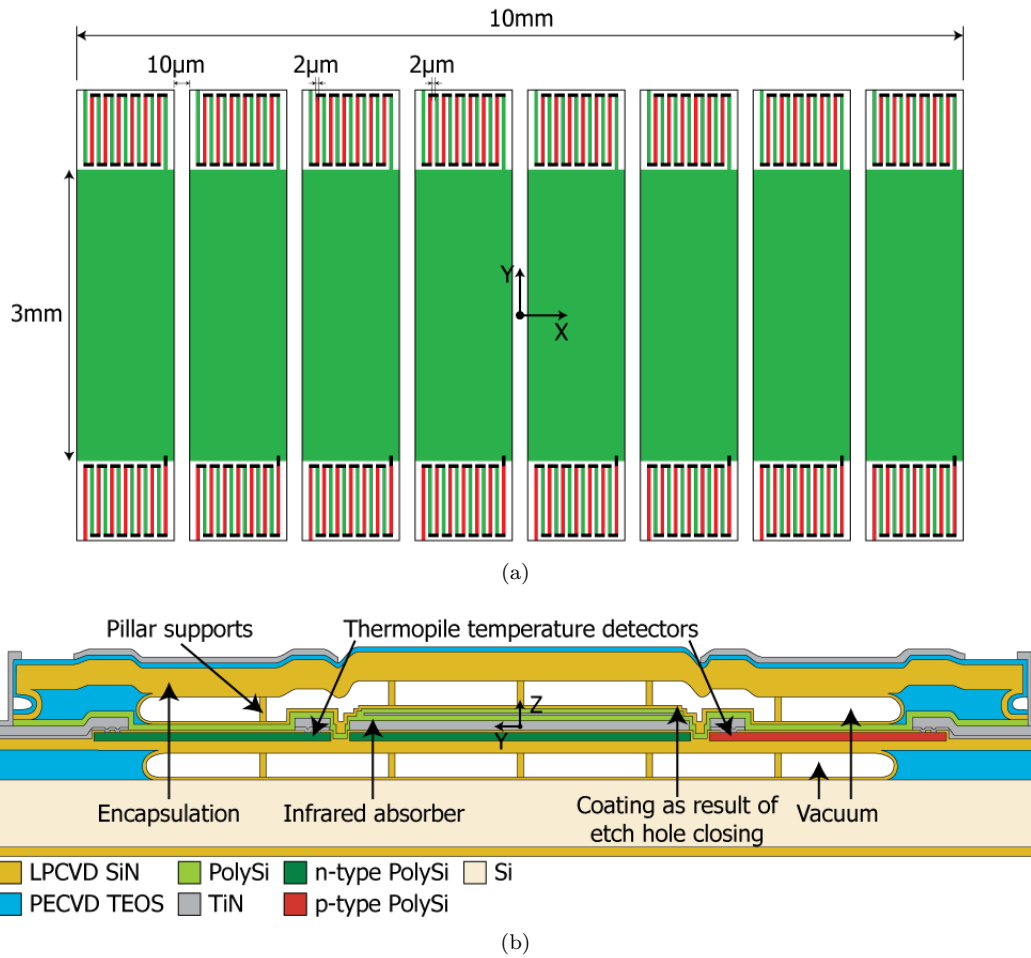 10mm
10µm
2µm
2µm
3mm
Y
X
(a)
Pillar supports
Thermopile temperature detectors
Z
Y
Encapsulation
Infrared absorber
Coating as result of
etch hole closing
Vacuum
LPCVD SiN
PolySi
n-type PolySi
Si
PECVD TEOS
TiN
p-type PolySi
(b)